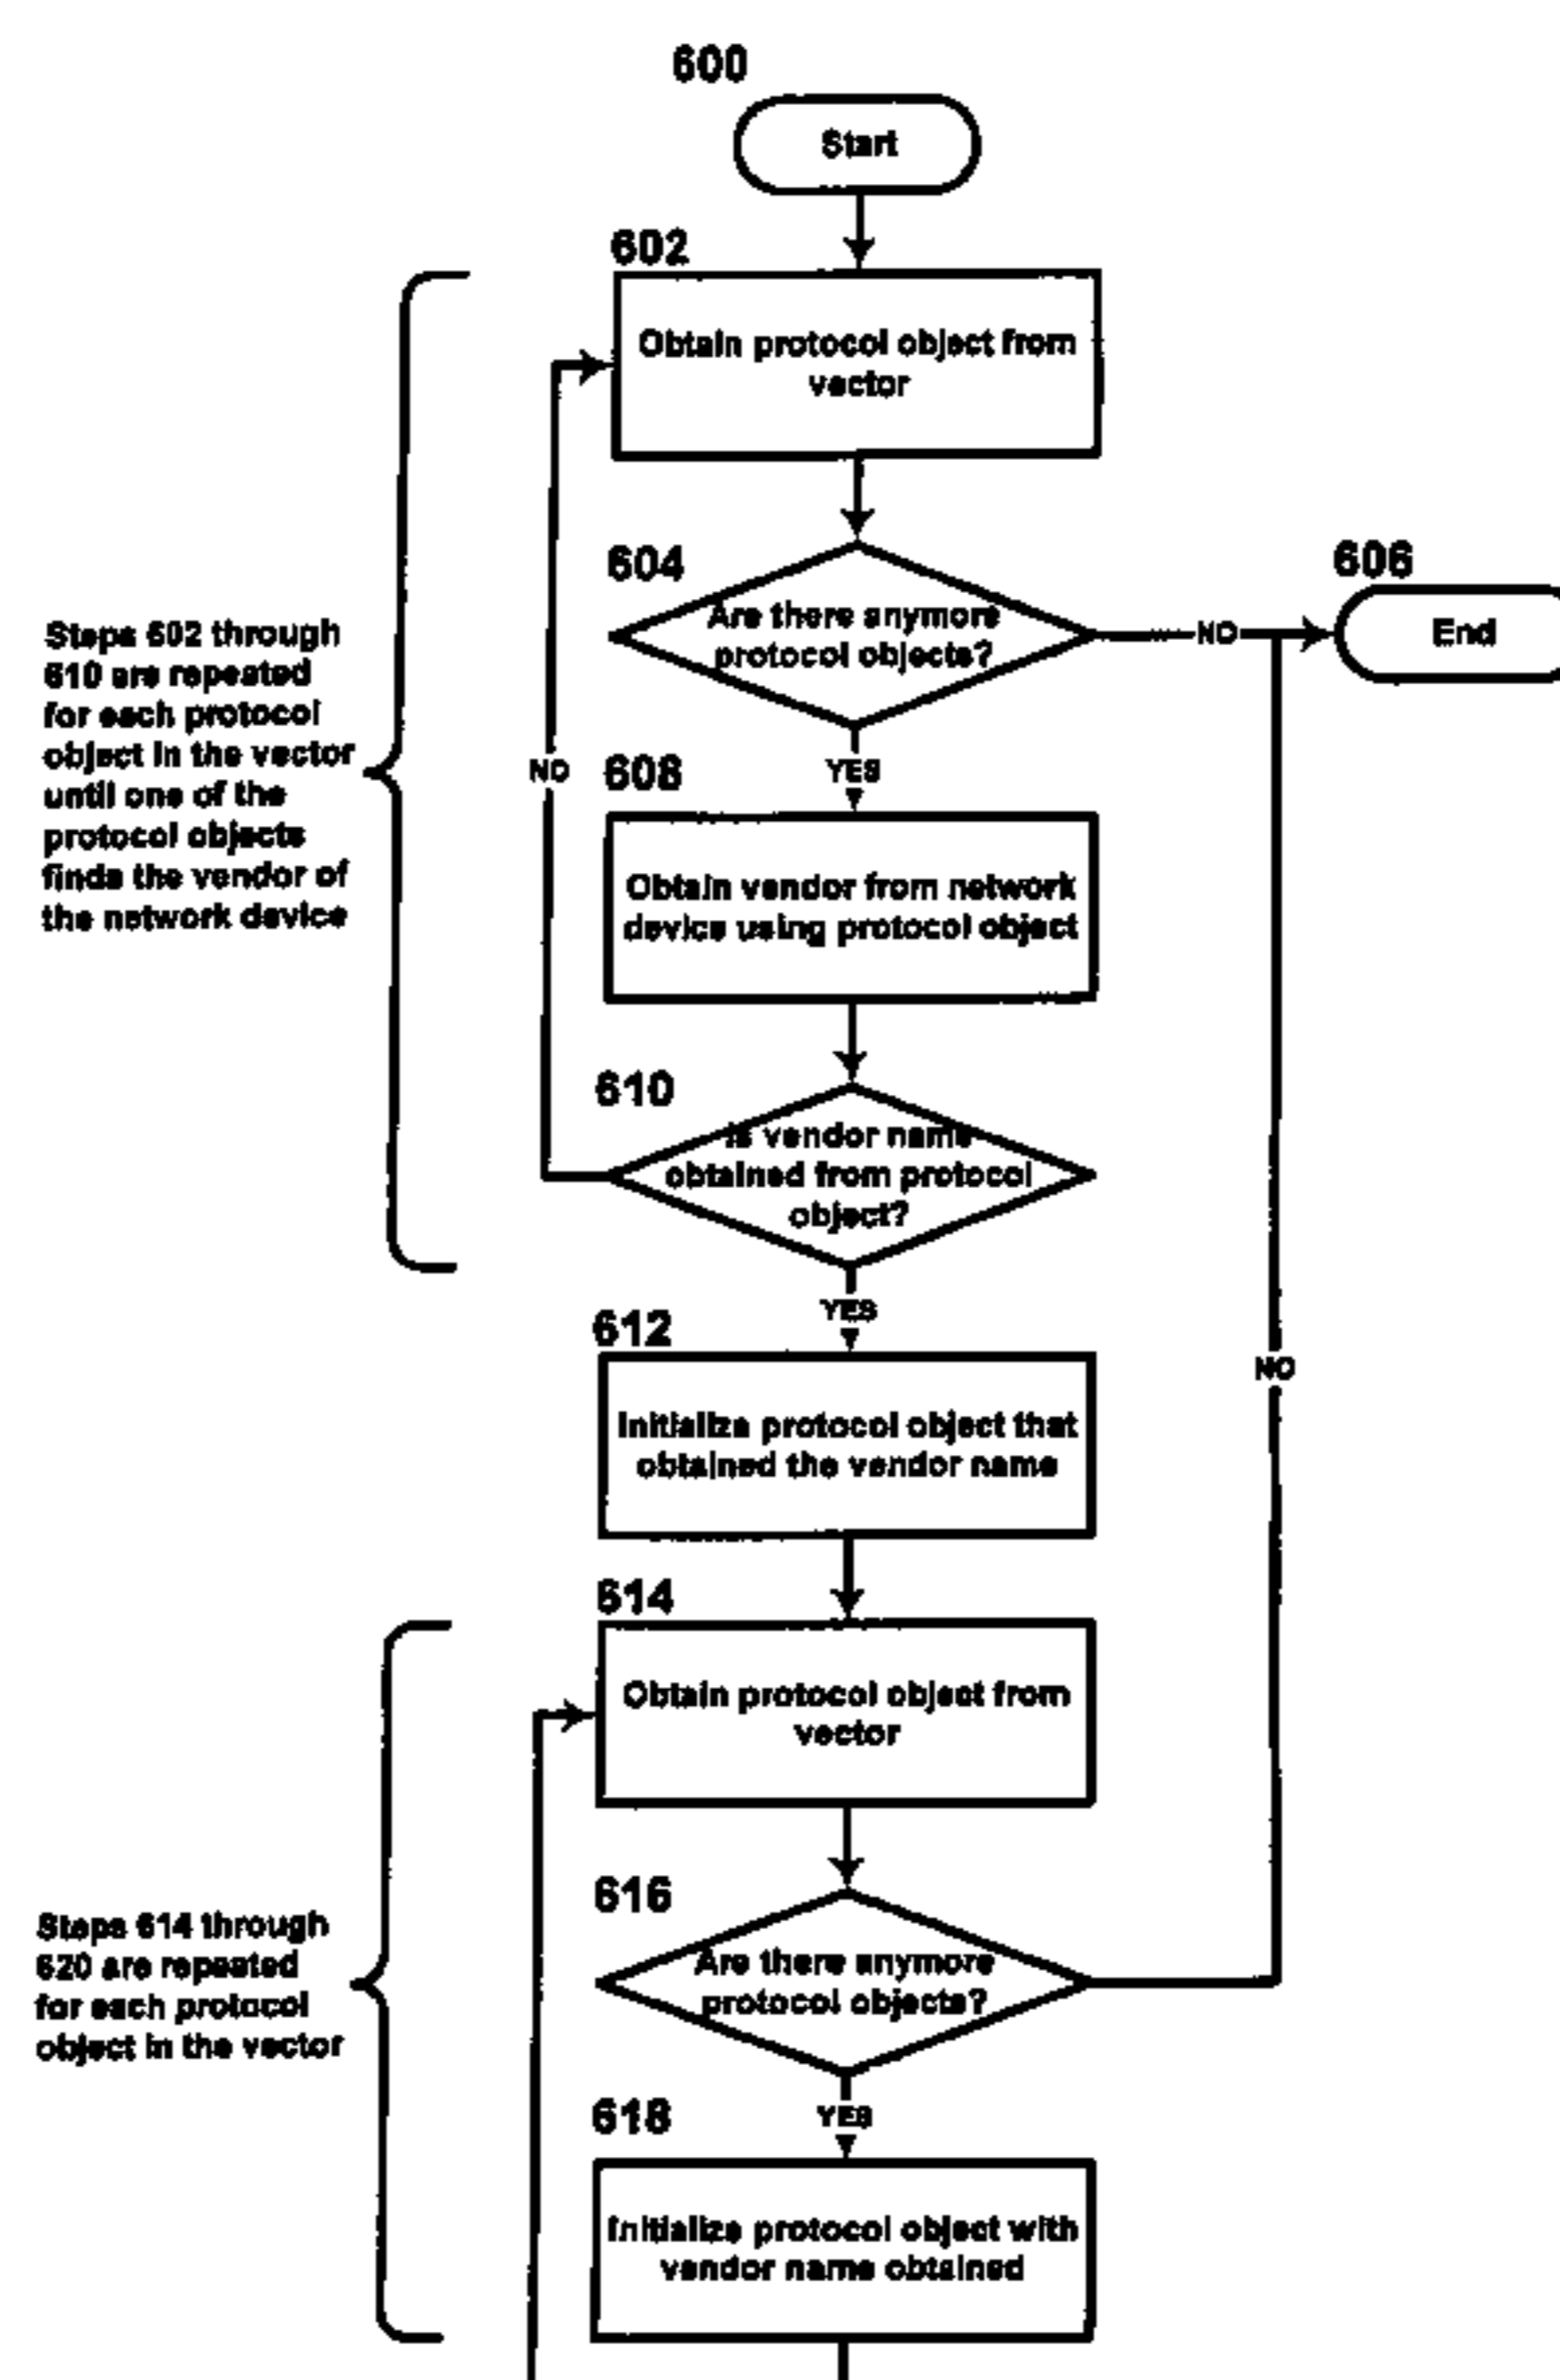 600
Start
602
Obtain protocol object from
vector
604
Are there anymore
protocol objects?
NO
606
End
Steps 602 through
610 are repeated
for each protocol
object in the vector
until one of the
protocol objects
finds the vendor of
the network device
NO
YES
608
Obtain vendor from network
device using protocol object
610
Is vendor name
obtained from protocol
object?
YES
612
Initialize protocol object that
obtained the vendor name
NO
614
Obtain protocol object from
vector
616
Are there anymore
protocol objects?
Steps 614 through
620 are repeated
for each protocol
object in the vector
YES
618
Initialize protocol object with
vendor name obtained